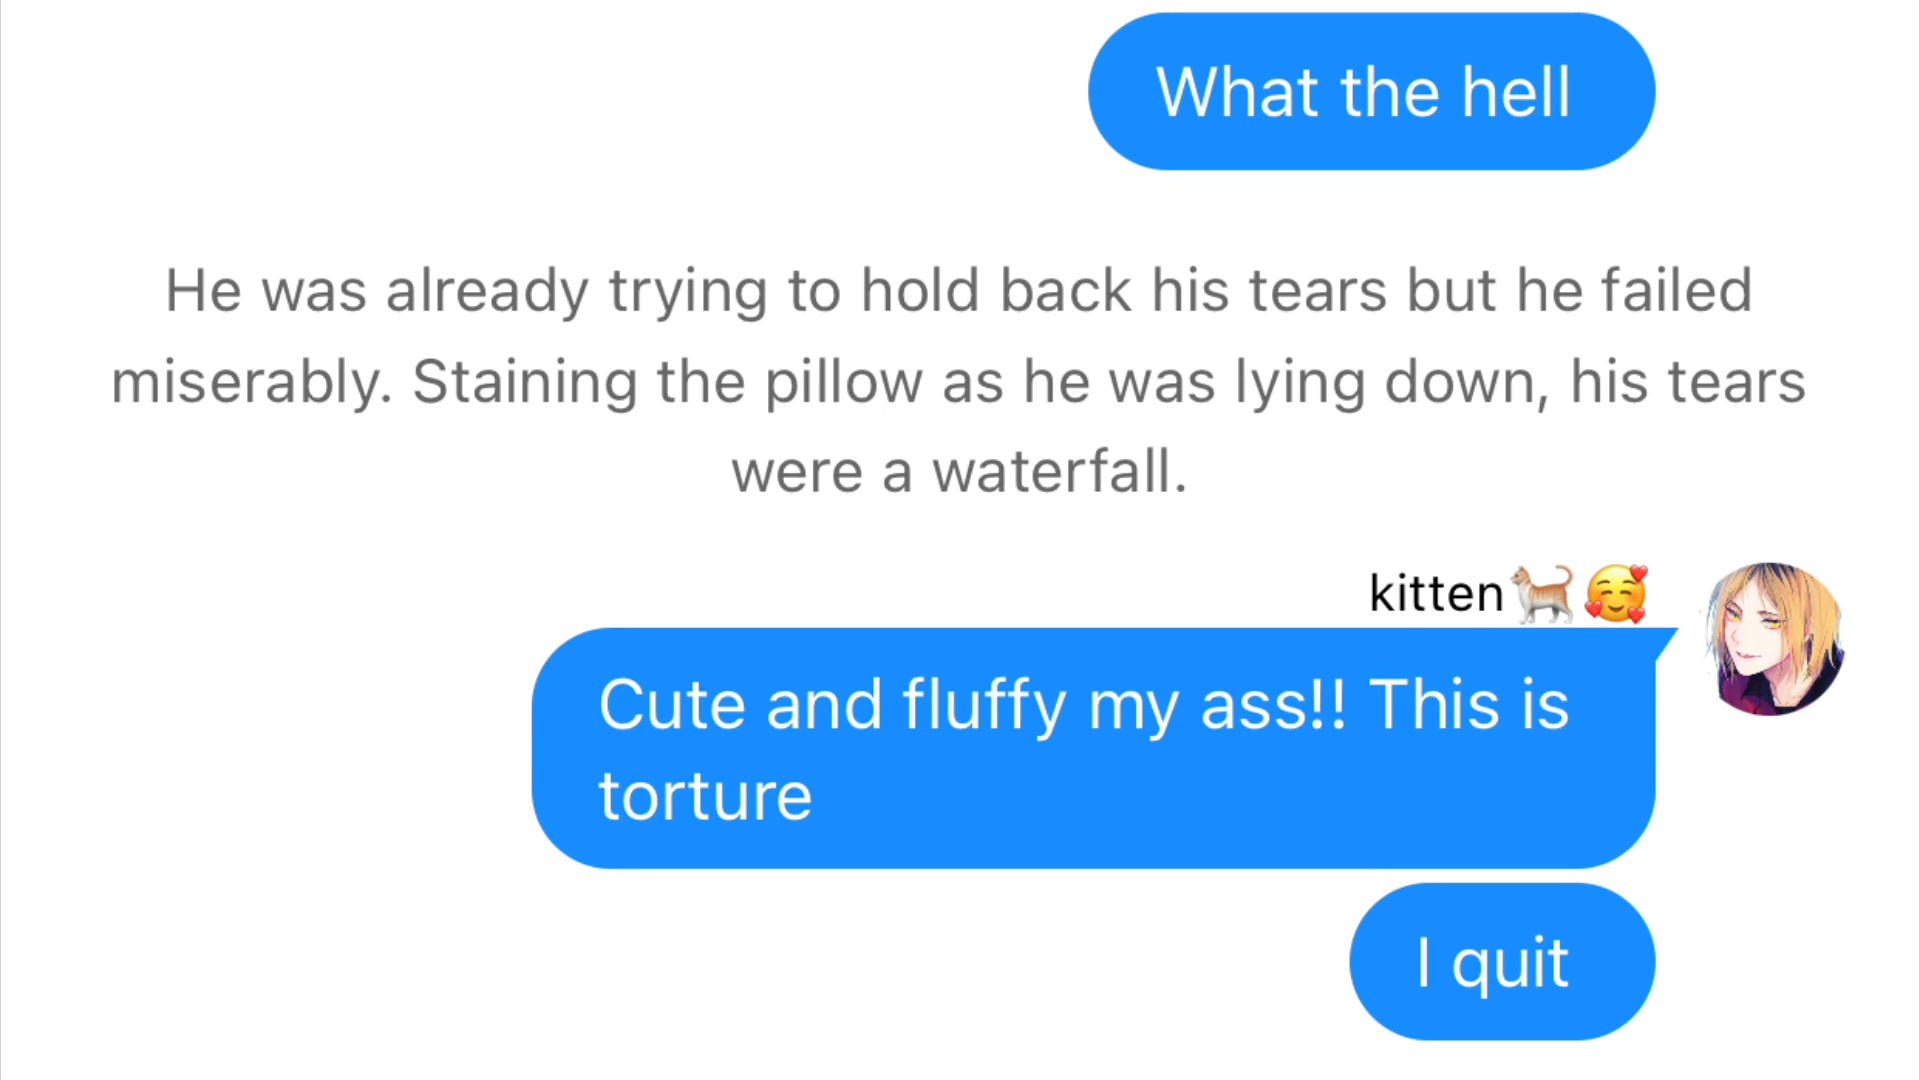 What the hell
He was already trying to hold back his tears but he failed
miserably. Staining the pillow as he was lying down, his tears
were a waterfall.
kitten🐈🥰
Cute and fluffy my ass!! This is
torture
I quit